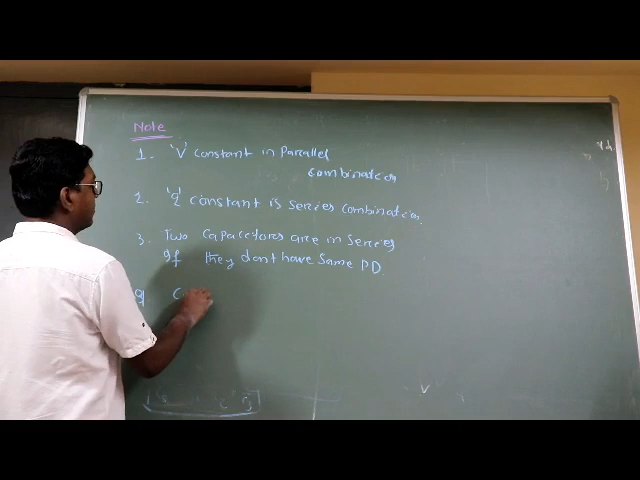 Note
1. 'V' constant in Parallel
combination
2. 'q' constant is Series combination.
3. Two Capacitors are in Series
If they don't have Same PD.
q C